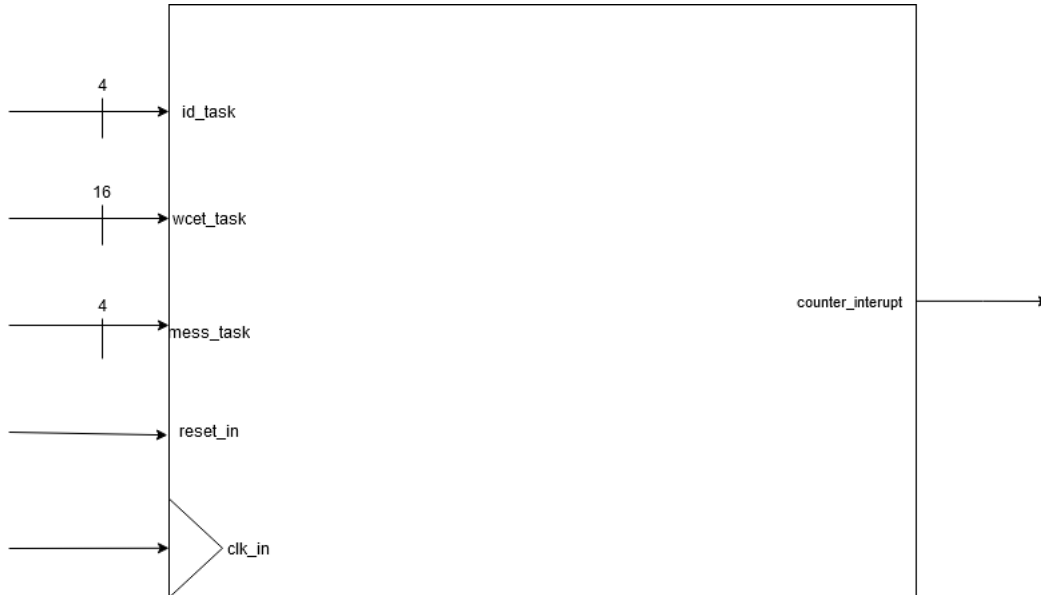 4
id_task
16
wcet_task
4
mess_task
counter_interupt
reset_in
clk_in